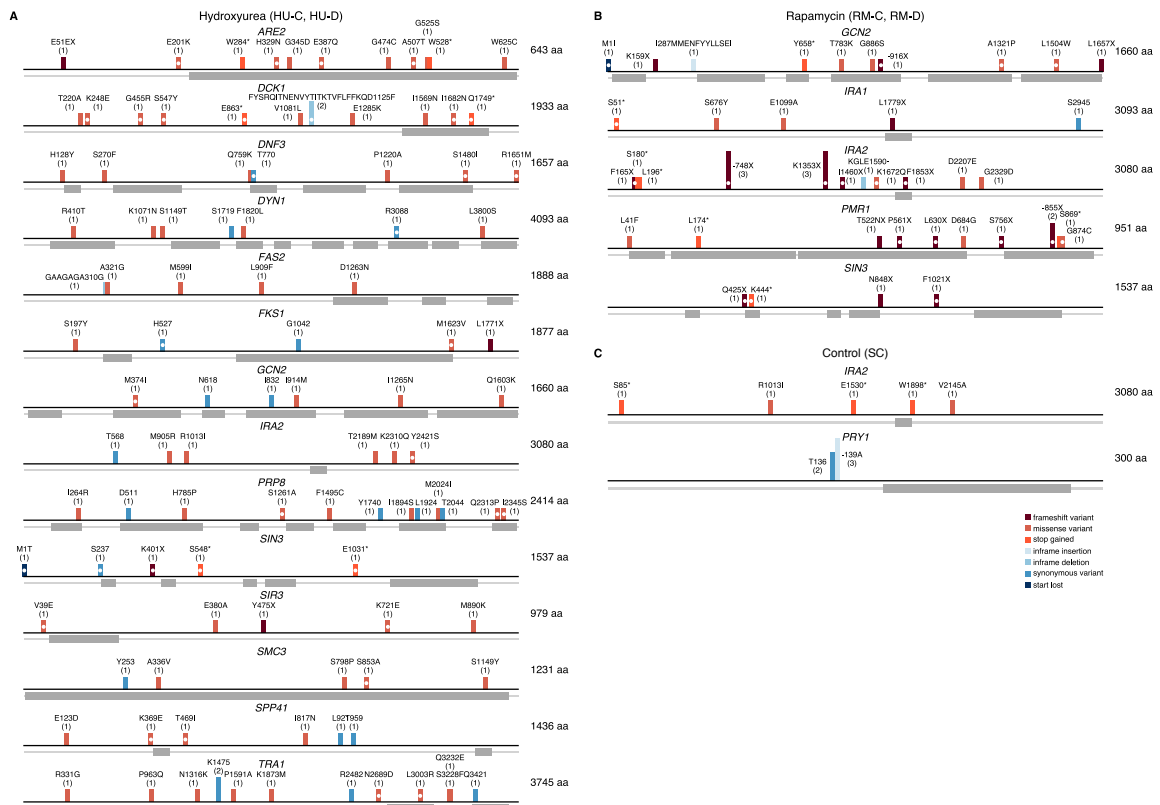 A
Hydroxyurea (HU-C, HU-D)
ARE2
E51EX (1) E201K (1) W284* (1) H329N (1) G345D (1) E387Q (1) G474C (1) A507T (1) G525S (1) W528* (1) W625C (1)
643 aa
DCK1
T220A (1) K248E (1) G455R (1) S547Y (1) E863* (1) V1081L (1) FYSRQITNENVYTITKTVFLFFKQD1125F (2) E1285K (1) I1569N (1) I1682N (1) Q1749* (1)
1933 aa
DNF3
H128Y (1) S270F (1) Q759K (1) T770 (1) P1220A (1) S1480I (1) R1651M (1)
1657 aa
DYN1
R410T (1) K1071N (1) S1149T (1) S1719 (1) F1820L (1) R3088 (1) L3800S (1)
4093 aa
FAS2
GAAGAGA310G (1) A321G (1) M599I (1) L909F (1) D1263N (1)
1888 aa
FKS1
S197Y (1) H527 (1) G1042 (1) M1623V (1) L1771X (1)
1877 aa
GCN2
M374I (1) N618 (1) I832 (1) I914M (1) I1265N (1) Q1603K (1)
1660 aa
IRA2
T568 (1) M905R (1) R1013I (1) T2189M (1) K2310Q (1) Y2421S (1)
3080 aa
PRP8
I264R (1) D511 (1) H785P (1) S1261A (1) F1495C (1) Y1740 (1) I1894S (1) L1924 (1) M2024I (1) T2044 (1) Q2313P (1) I2345S (1)
2414 aa
SIN3
M1T (1) S237 (1) K401X (1) S548* (1) E1031* (1)
1537 aa
SIR3
V39E (1) E380A (1) Y475X (1) K721E (1) M890K (1)
979 aa
SMC3
Y253 (1) A336V (1) S798P (1) S853A (1) S1149Y (1)
1231 aa
SPP41
E123D (1) K369E (1) T469I (1) I817N (1) L921 (1) T959 (1)
1436 aa
TRA1
R331G (1) P963Q (1) N1316K (1) K1475 (2) P1591A (1) K1873M (1) R2482 (1) N2689D (1) L3003R (1) S3228F (1) Q3232E (1) Q3421 (1)
3745 aa
B
Rapamycin (RM-C, RM-D)
GCN2
M1I (1) K159X (1) I287MMENFYYLLSEI (1) Y658* (1) T783K (1) G886S (1) -916X (1) A1321P (1) L1504W (1) L1657X (1)
1660 aa
IRA1
S51* (1) S676Y (1) E1099A (1) L1779X (1) S2945 (1)
3093 aa
IRA2
F165X (1) S180* (1) L196* (1) -748X (3) K1353X (3) I1460X (1) KGLE1590- (1) K1672Q (1) F1853X (1) D2207E (1) G2329D (1)
3080 aa
PMR1
L41F (1) L174* (1) T522NX (1) P561X (1) L630X (1) D684G (1) S756X (1) -855X (2) S869* (1) G874C (1)
951 aa
SIN3
Q425X (1) K444* (1) N848X (1) F1021X (1)
1537 aa
C
Control (SC)
IRA2
S85* (1) R1013I (1) E1530* (1) W1898* (1) V2145A (1)
3080 aa
PRY1
T136 (2) -139A (3)
300 aa
frameshift variant
missense variant
stop gained
inframe insertion
inframe deletion
synonymous variant
start lost